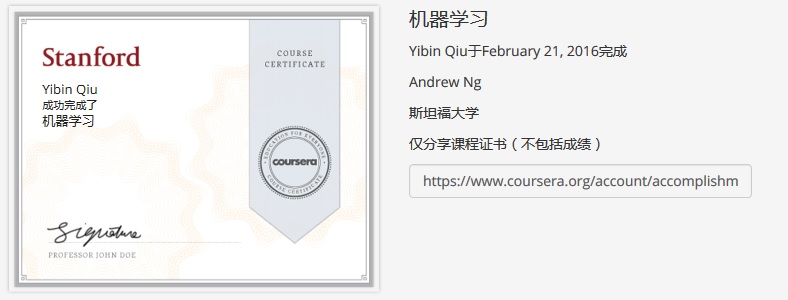 Stanford
Yibin Qiu
成功完成了
机器学习
COURSE
CERTIFICATE
EDUCATION FOR EVERYONE
coursera
COURSE CERTIFICATE
Signature
PROFESSOR JOHN DOE
机器学习
Yibin Qiu于February 21, 2016完成
Andrew Ng
斯坦福大学
仅分享课程证书（不包括成绩）
https://www.coursera.org/account/accomplishm